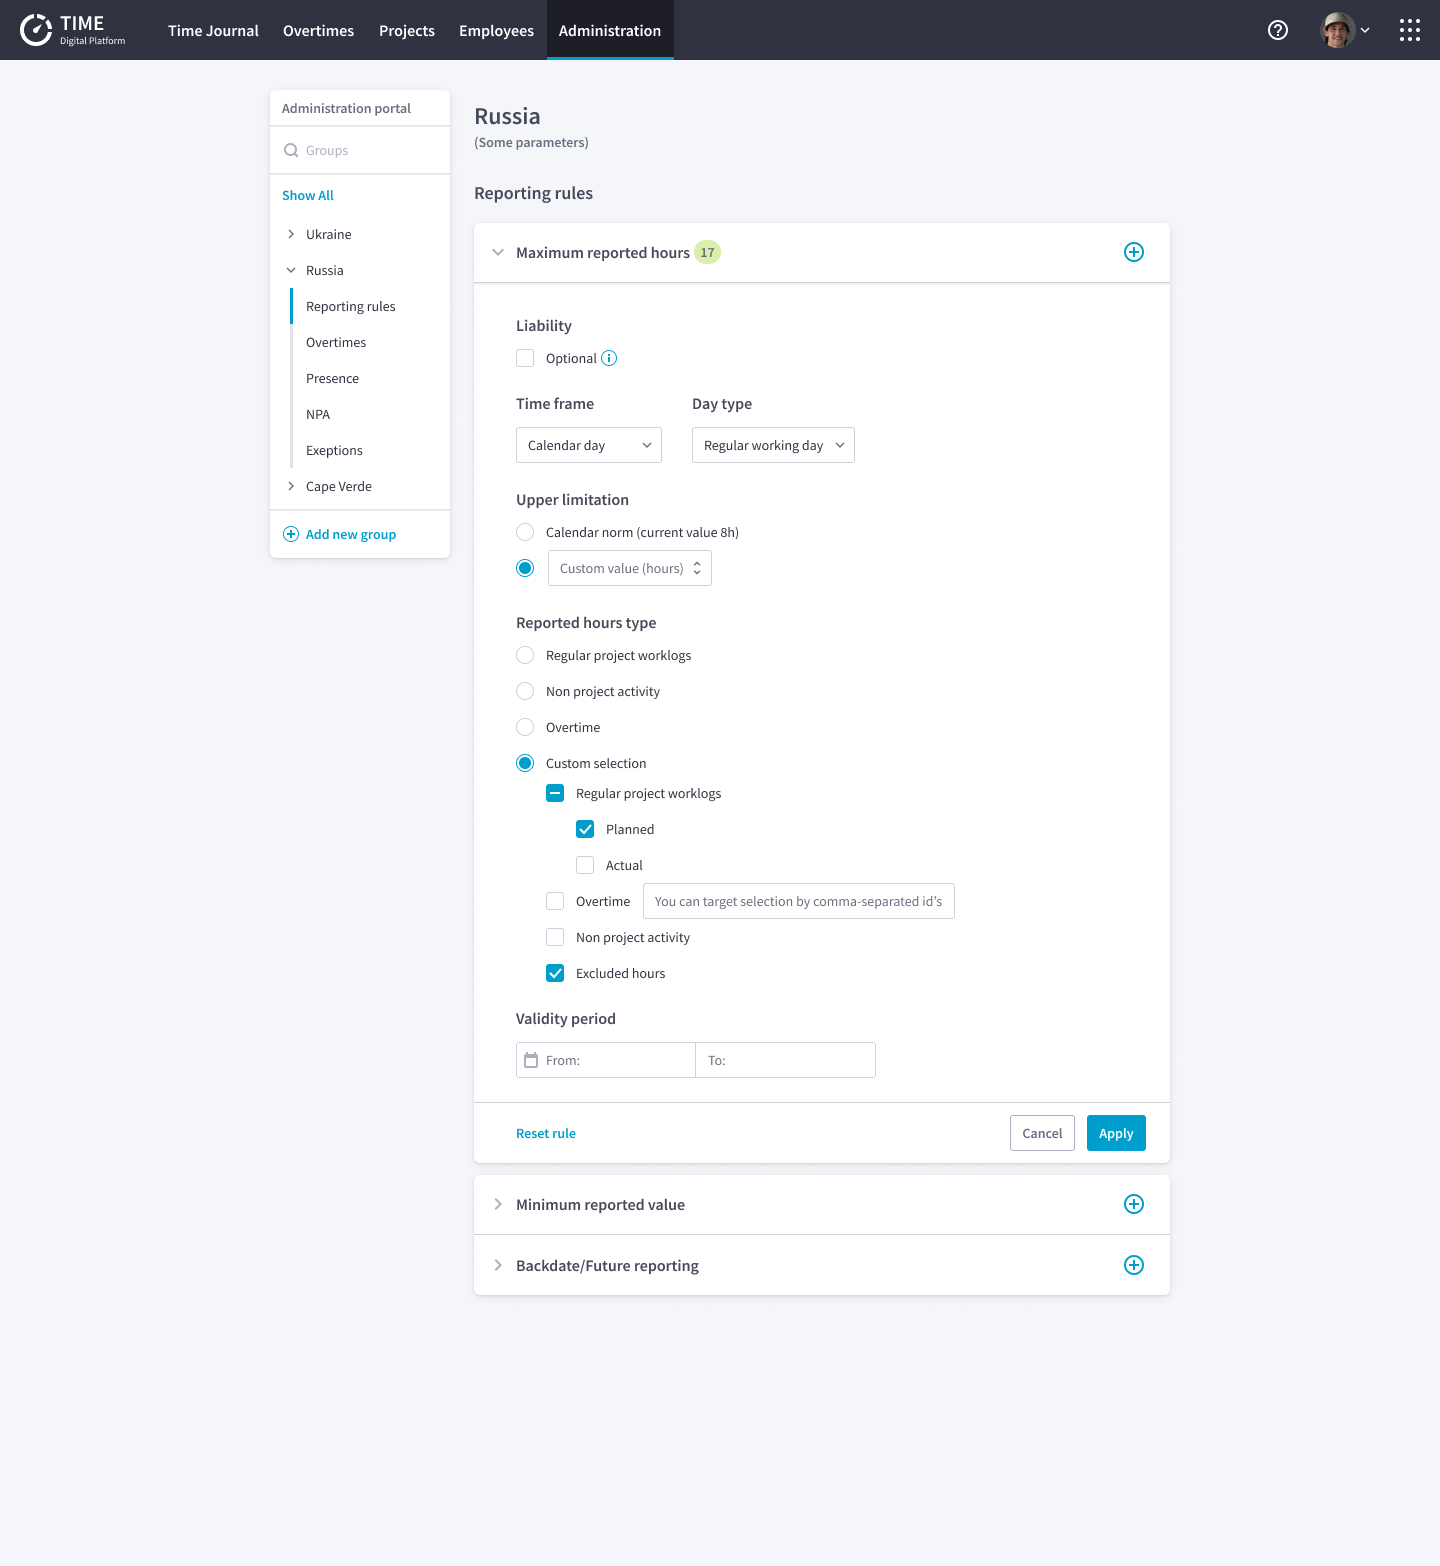 TIME
Digital Platform
Time Journal
Overtimes
Projects
Employees
Administration
Administration portal
Groups
Show All
Ukraine
Russia
Reporting rules
Overtimes
Presence
NPA
Exeptions
Cape Verde
Add new group
Russia
(Some parameters)
Reporting rules
Maximum reported hours 17
Liability
Optional
Time frame
Day type
Calendar day
Regular working day
Upper limitation
Calendar norm (current value 8h)
Custom value (hours)
Reported hours type
Regular project worklogs
Non project activity
Overtime
Custom selection
Regular project worklogs
Planned
Actual
Overtime
You can target selection by comma-separated id’s
Non project activity
Excluded hours
Validity period
From:
To:
Reset rule
Cancel
Apply
Minimum reported value
Backdate/Future reporting